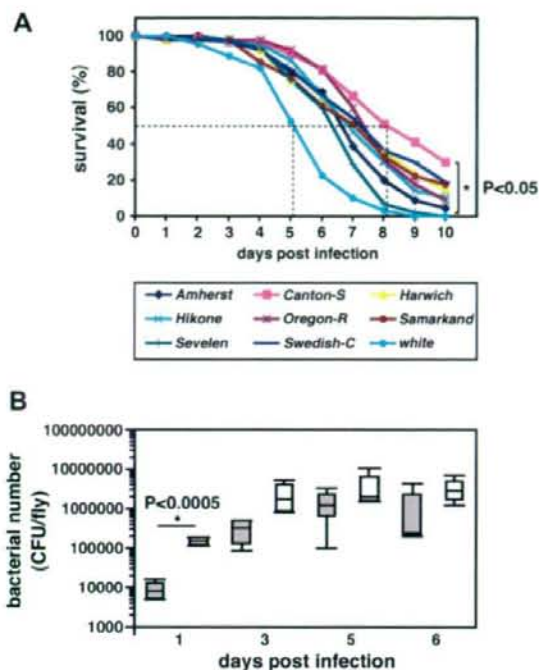 A
survival (%)
100
80
60
40
20
0
0 1 2 3 4 5 6 7 8 9 10
days post infection
* P<0.05
Amherst Canton-S Harwich
Hikone Oregon-R Samarkand
Sevelen Swedish-C white
B
bacterial number
(CFU/fly)
100000000
10000000
1000000
100000
10000
1000
P<0.0005
*
1 3 5 6
days post infection